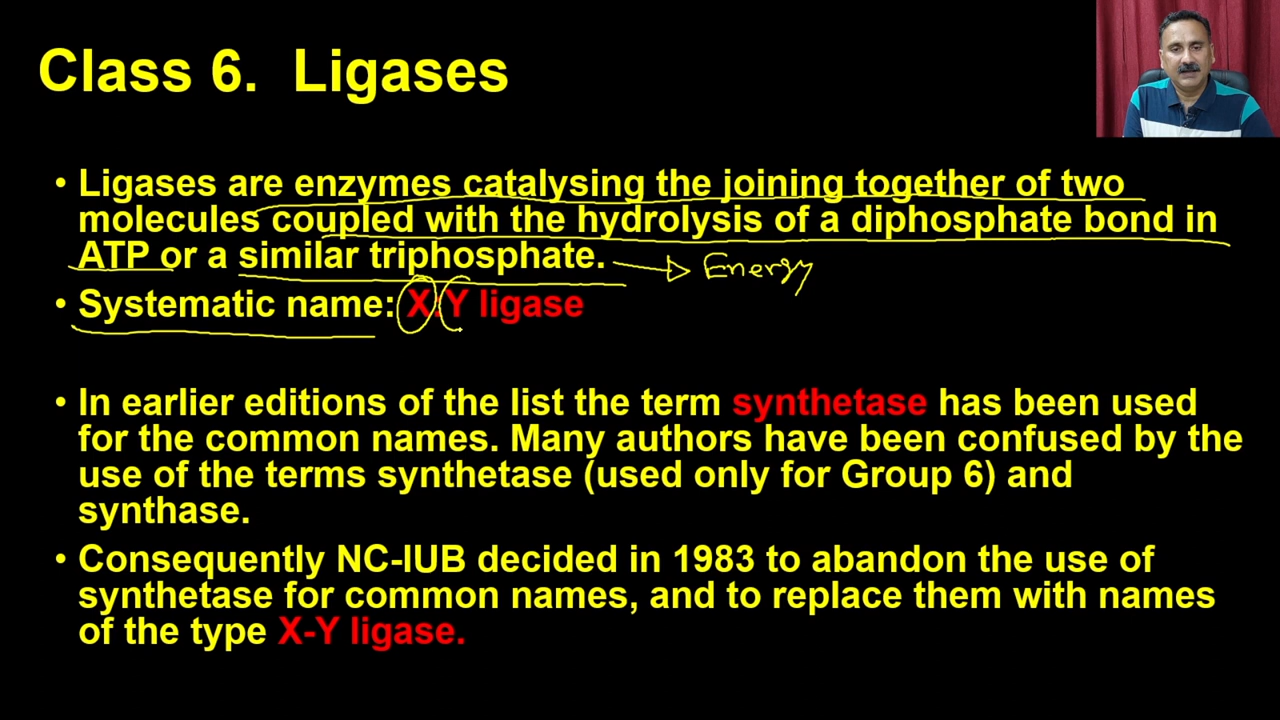 Class 6. Ligases
• Ligases are enzymes catalysing the joining together of two
molecules coupled with the hydrolysis of a diphosphate bond in
ATP or a similar triphosphate.
Energy
• Systematic name: X:Y ligase
• In earlier editions of the list the term synthetase has been used
for the common names. Many authors have been confused by the
use of the terms synthetase (used only for Group 6) and
synthase.
• Consequently NC-IUB decided in 1983 to abandon the use of
synthetase for common names, and to replace them with names
of the type X-Y ligase.